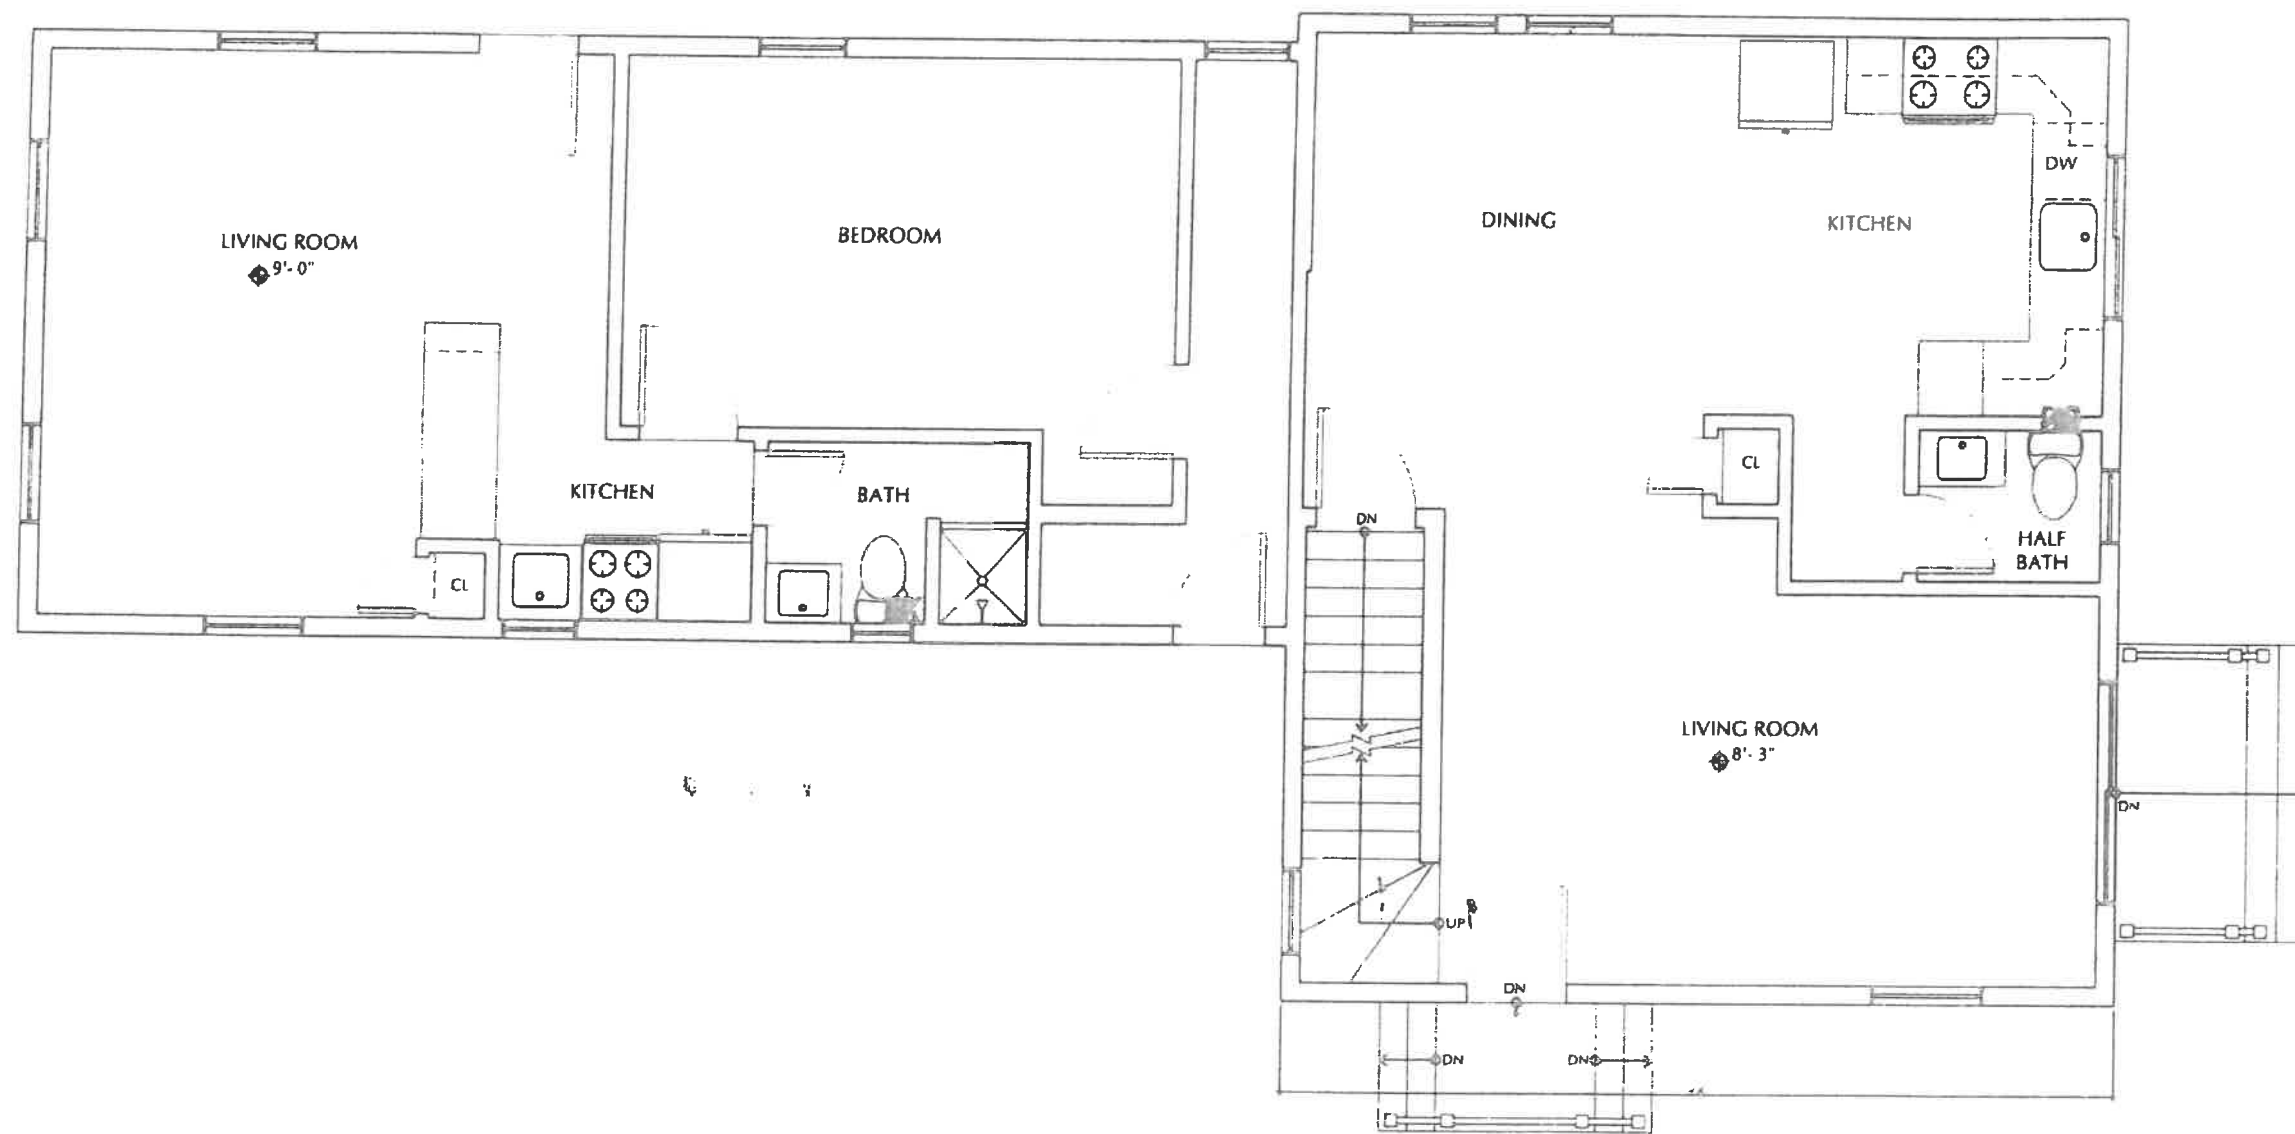 LIVING ROOM
9'- 0"
BEDROOM
KITCHEN
BATH
CL
DINING
KITCHEN
DW
CL
HALF
BATH
DN
LIVING ROOM
8'- 3"
UP
DN
DN
DN
DN